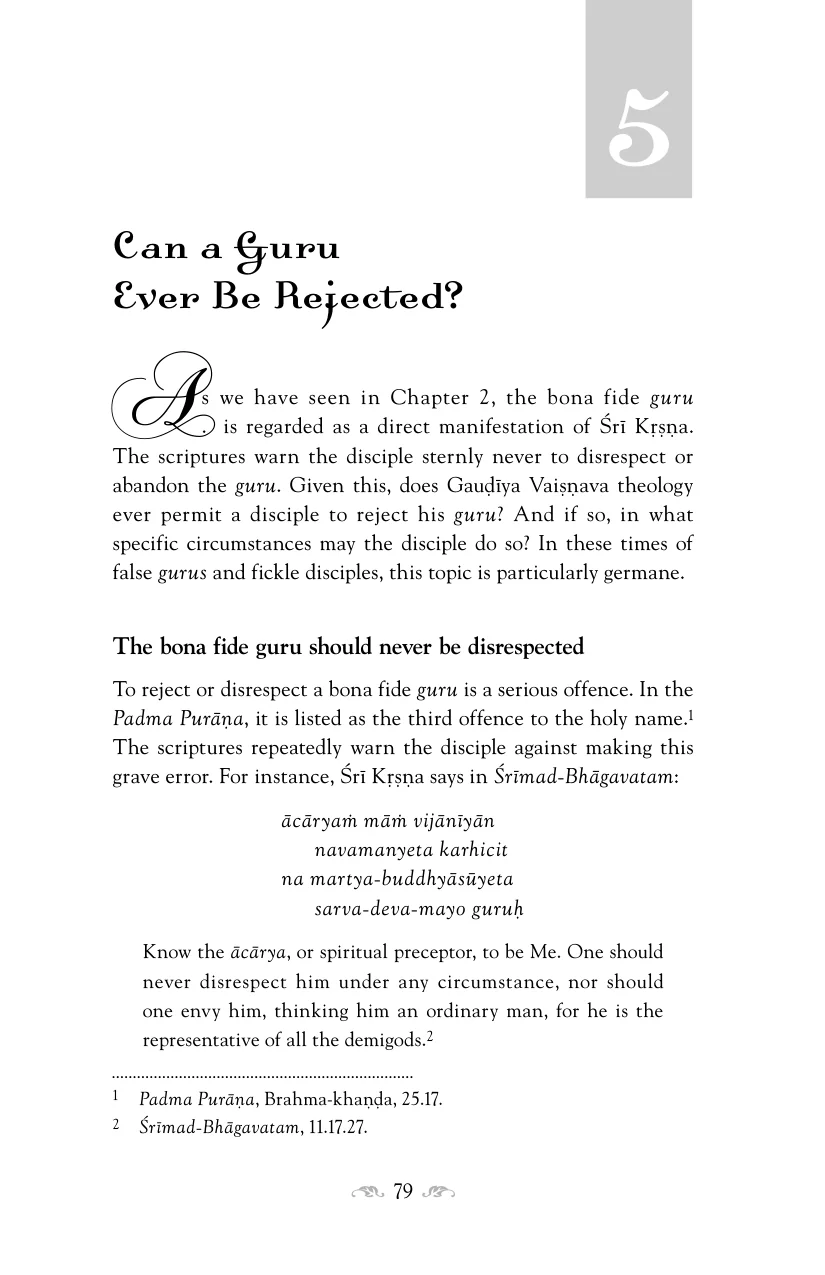 5
Can a Guru
Ever Be Rejected?
As we have seen in Chapter 2, the bona fide guru
is regarded as a direct manifestation of Śrī Kṛṣṇa.
The scriptures warn the disciple sternly never to disrespect or
abandon the guru. Given this, does Gauḍīya Vaiṣṇava theology
ever permit a disciple to reject his guru? And if so, in what
specific circumstances may the disciple do so? In these times of
false gurus and fickle disciples, this topic is particularly germane.
The bona fide guru should never be disrespected
To reject or disrespect a bona fide guru is a serious offence. In the
Padma Purāṇa, it is listed as the third offence to the holy name.1
The scriptures repeatedly warn the disciple against making this
grave error. For instance, Śrī Kṛṣṇa says in Śrīmad-Bhāgavatam:
ācāryaṁ māṁ vijānīyān
navamanyeta karhicit
na martya-buddhyāsūyeta
sarva-deva-mayo guruḥ
Know the ācārya, or spiritual preceptor, to be Me. One should
never disrespect him under any circumstance, nor should
one envy him, thinking him an ordinary man, for he is the
representative of all the demigods.2
1 Padma Purāṇa, Brahma-khaṇḍa, 25.17.
2 Śrīmad-Bhāgavatam, 11.17.27.
79